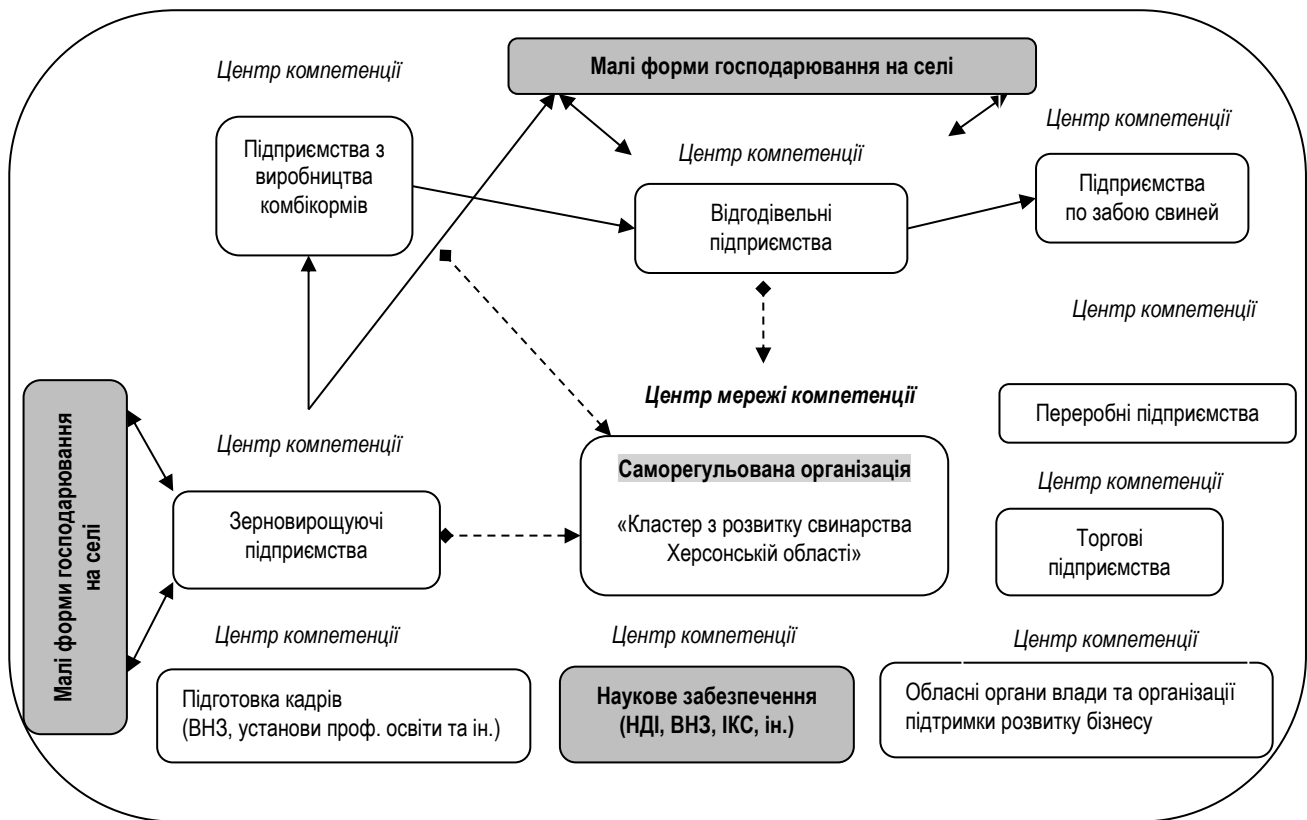 Центр компетенції
Малі форми господарювання на селі
Центр компетенції
Підприємства з
виробництва
комбікормів
Центр компетенції
Підприємства
по забою свиней
Відгодівельні
підприємства
Центр компетенції
Центр мережі компетенції
Переробні підприємства
Малі форми господарювання
на селі
Центр компетенції
Саморегульована організація
«Кластер з розвитку свинарства
Херсонській області»
Центр компетенції
Зерновирощуючі
підприємства
Торгові
підприємства
Центр компетенції
Центр компетенції
Центр компетенції
Підготовка кадрів
(ВНЗ, установи проф. освіти та ін.)
Наукове забезпечення
(НДІ, ВНЗ, ІКС, ін.)
Обласні органи влади та організації
підтримки розвитку бізнесу